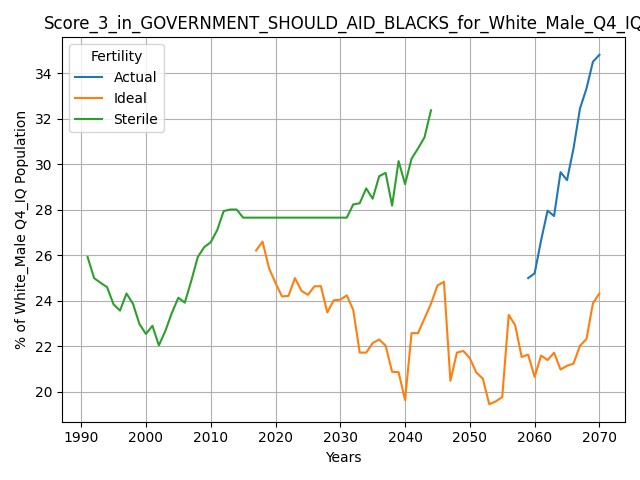 Score_3_in_GOVERNMENT_SHOULD_AID_BLACKS_for_White_Male_Q4_IQ
Fertility
Actual
Ideal
Sterile
% of White_Male Q4_IQ Population
34
32
30
28
26
24
22
20
1990 2000 2010 2020 2030 2040 2050 2060 2070
Years